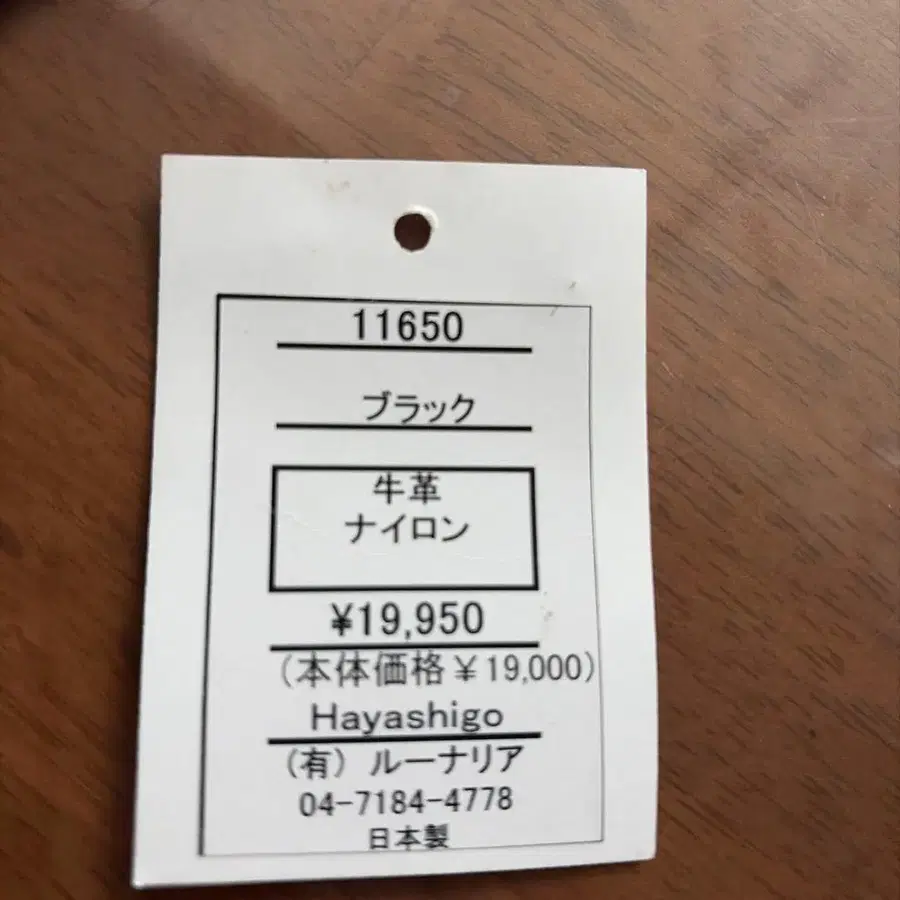 11650
ブラック
牛革
ナイロン
¥19,950
(本体価格¥19,000)
Hayashigo
(有) ルーナリア
04-7184-4778
日本製